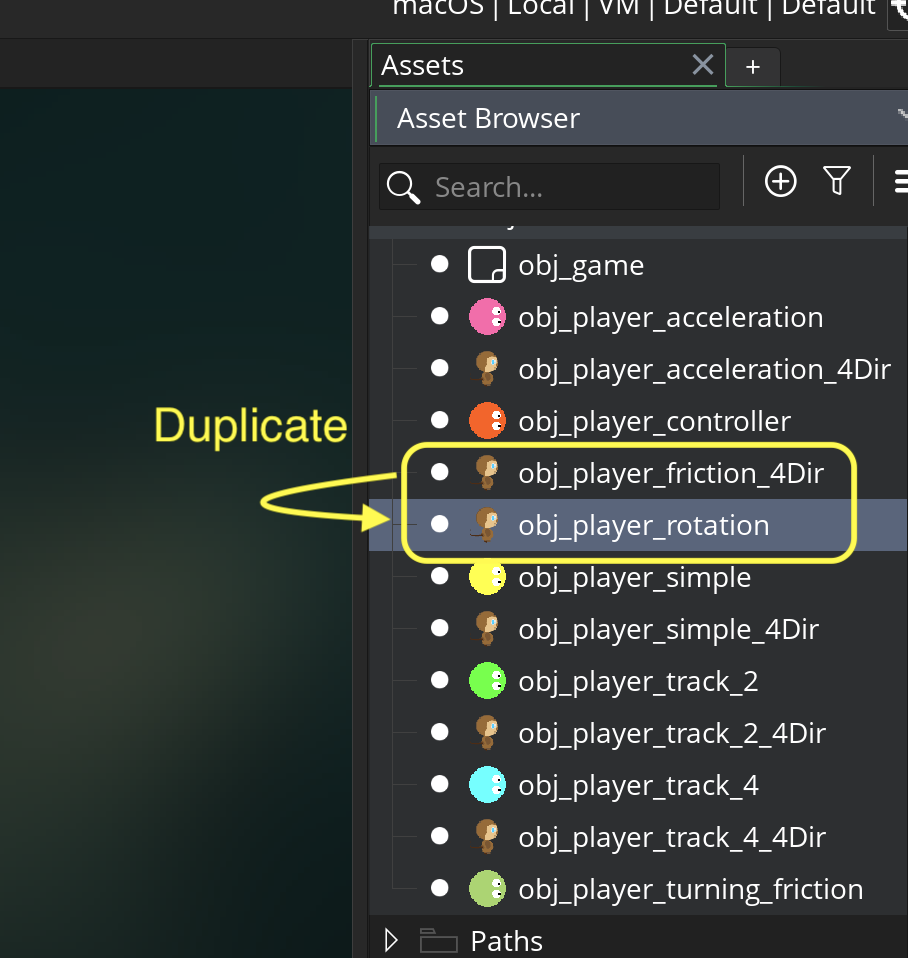 macOS | Local | VM | Default | Default
Assets
+
Asset Browser
Search...
obj_game
obj_player_acceleration
obj_player_acceleration_4Dir
obj_player_controller
Duplicate
obj_player_friction_4Dir
obj_player_rotation
obj_player_simple
obj_player_simple_4Dir
obj_player_track_2
obj_player_track_2_4Dir
obj_player_track_4
obj_player_track_4_4Dir
obj_player_turning_friction
Paths